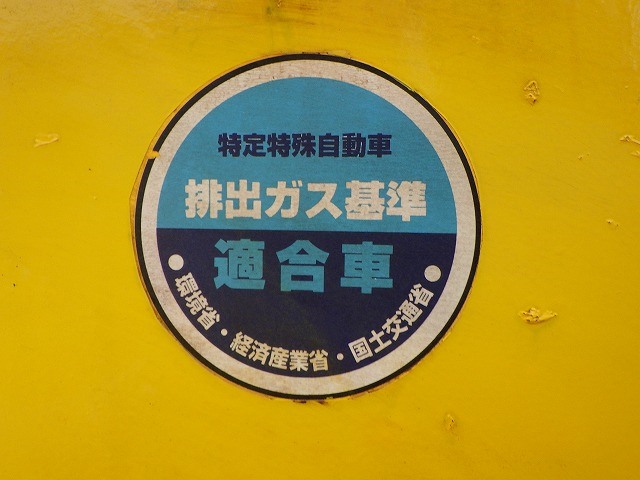 特定特殊自動車
排出ガス基準
適合車
●環境省・経済産業省・国土交通省●